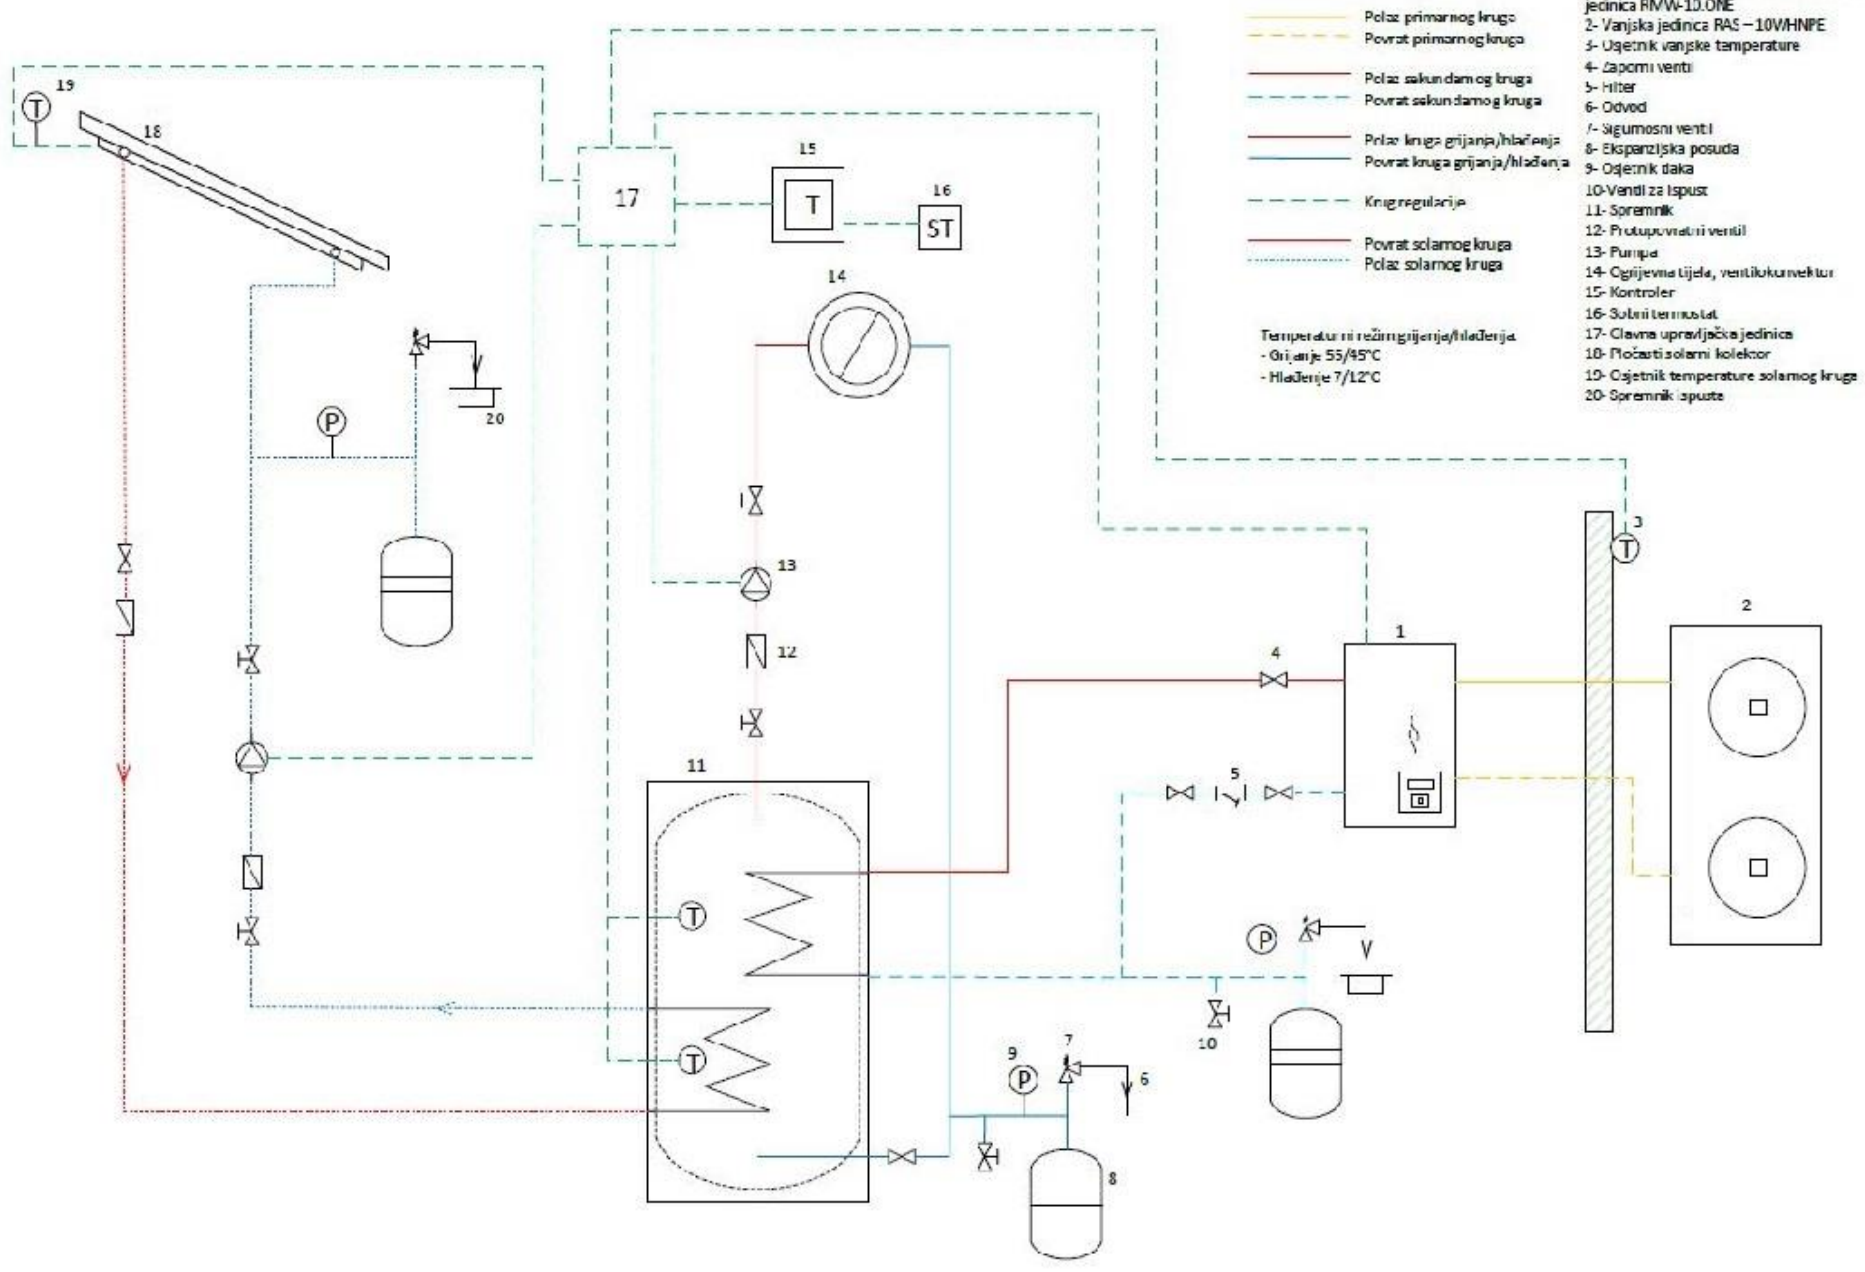 jedinica RMW-10.ONE
2- Vanjska jedinica RAS – 10WHNPE
3- Osjetnik vanjske temperature
4- Zaporni ventil
5- Filter
6- Odvod
7- Sigurnosni ventil
8- Ekspanzijska posuda
9- Osjetnik tlaka
10-Ventil za ispust
11- Spremnik
12- Protupovratni ventil
13- Pumpa
14- Ogrijevna tijela, ventilokonvektor
15- Kontroler
16- Sobni termostat
17- Glavna upravljačka jedinica
18- Pločasti solarni kolektor
19- Osjetnik temperature solarnog kruga
20- Spremnik ispusta
Polaz primarnog kruga
Povrat primarnog kruga
Polaz sekundarnog kruga
Povrat sekundarnog kruga
Polaz kruga grijanja/hlađenja
Povrat kruga grijanja/hlađenja
Krug regulacije
Povrat solarnog kruga
Polaz solarnog kruga
Temperaturni režim grijanja/hlađenja
- Grijanje 55/45°C
- Hlađenje 7/12°C
19
T
18
17
15
T
16
ST
14
20
P
13
12
11
T
T
4
5
1
3
T
2
P
10
9
P
7
6
8